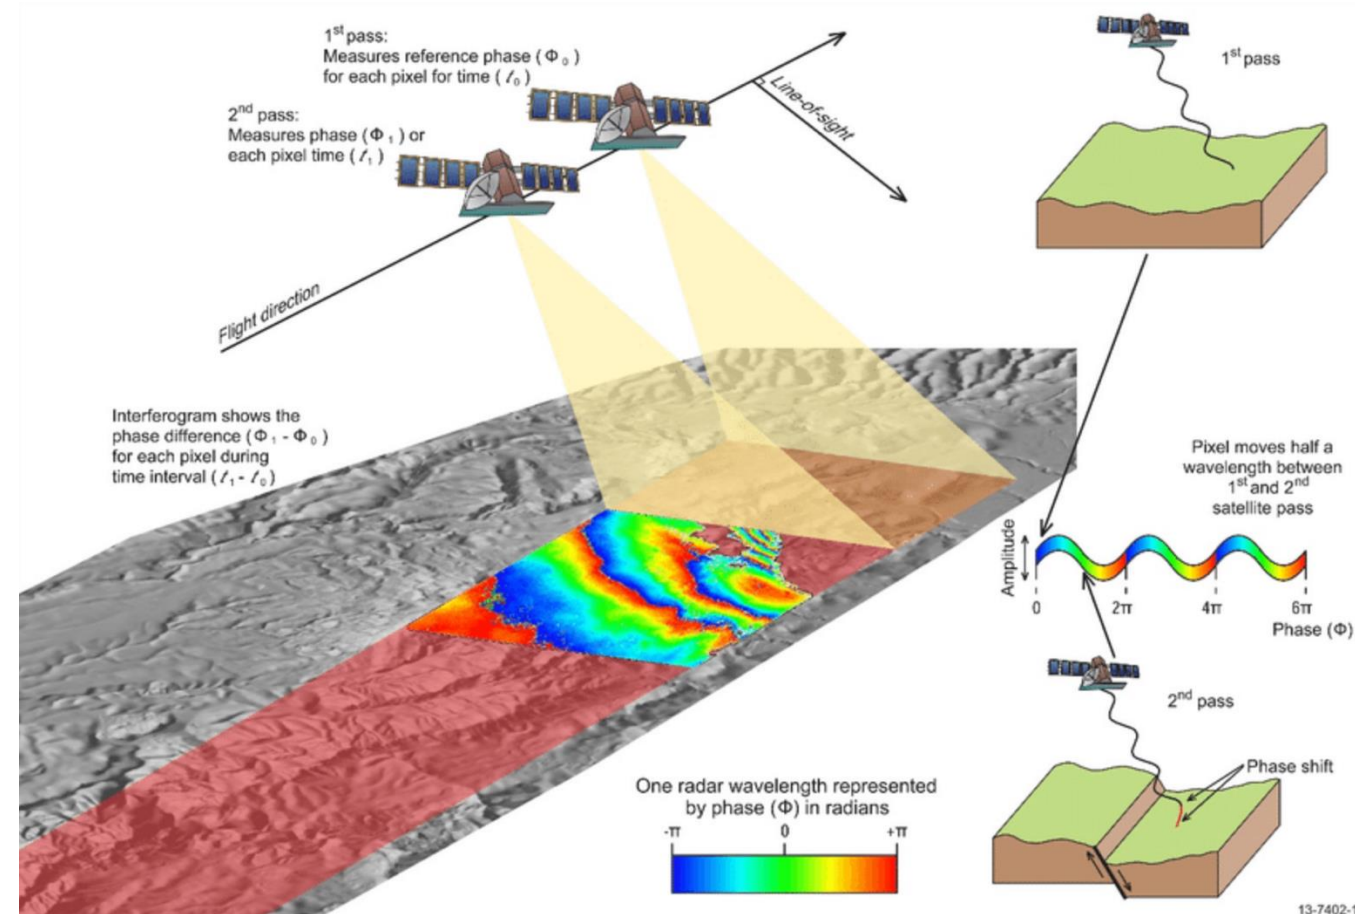 1st pass:
Measures reference phase (Φ0)
for each pixel for time (t0)
2nd pass:
Measures phase (Φ1) or
each pixel time (t1)
Line-of-sight
Flight direction
1st pass
Interferogram shows the
phase difference (Φ1 - Φ0)
for each pixel during
time interval (t1 - t0)
Pixel moves half a
wavelength between
1st and 2nd
satellite pass
Amplitude
0 2π 4π 6π
Phase (Φ)
2nd pass
Phase shift
One radar wavelength represented
by phase (Φ) in radians
-π 0 +π
13-7402-1